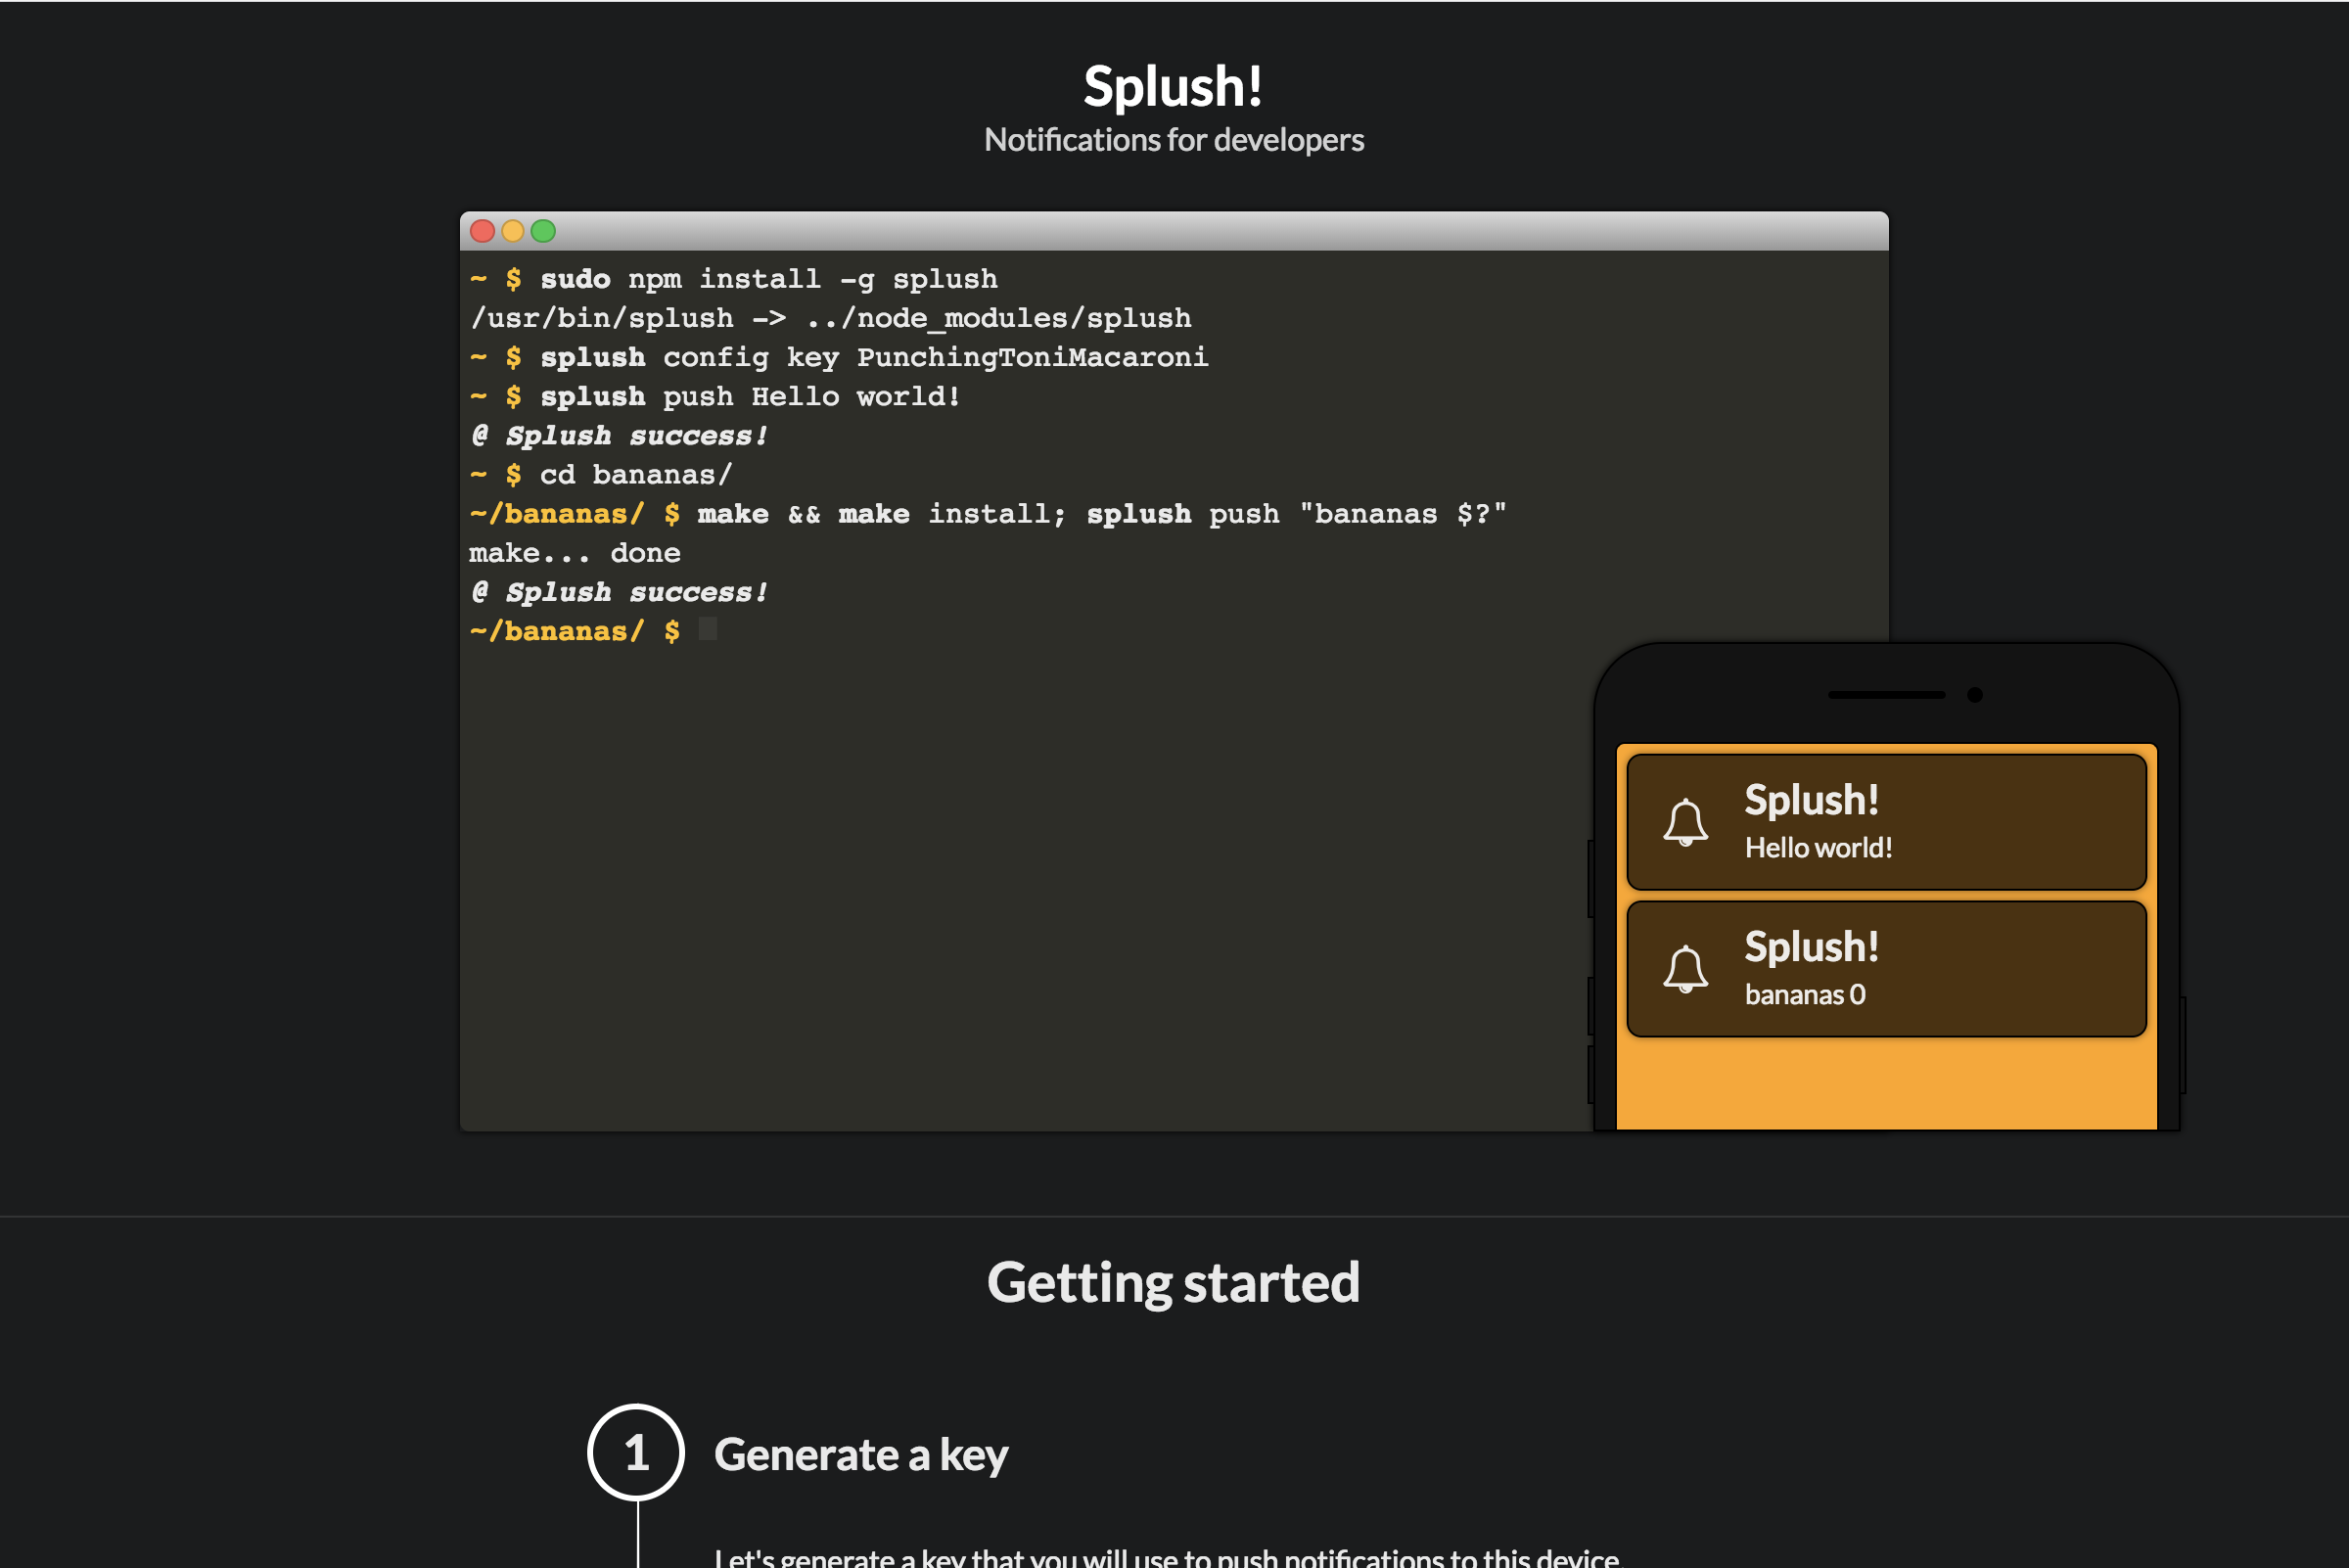 Splush!
Notifications for developers
~ $ sudo npm install -g splush
/usr/bin/splush -> ../node_modules/splush
~ $ splush config key PunchingToniMacaroni
~ $ splush push Hello world!
@ Splush success!
~ $ cd bananas/
~/bananas/ $ make && make install; splush push "bananas $?"
make... done
@ Splush success!
~/bananas/ $
Splush!
Hello world!
Splush!
bananas 0
Getting started
1
Generate a key
Let's generate a key that you will use to push notifications to this device